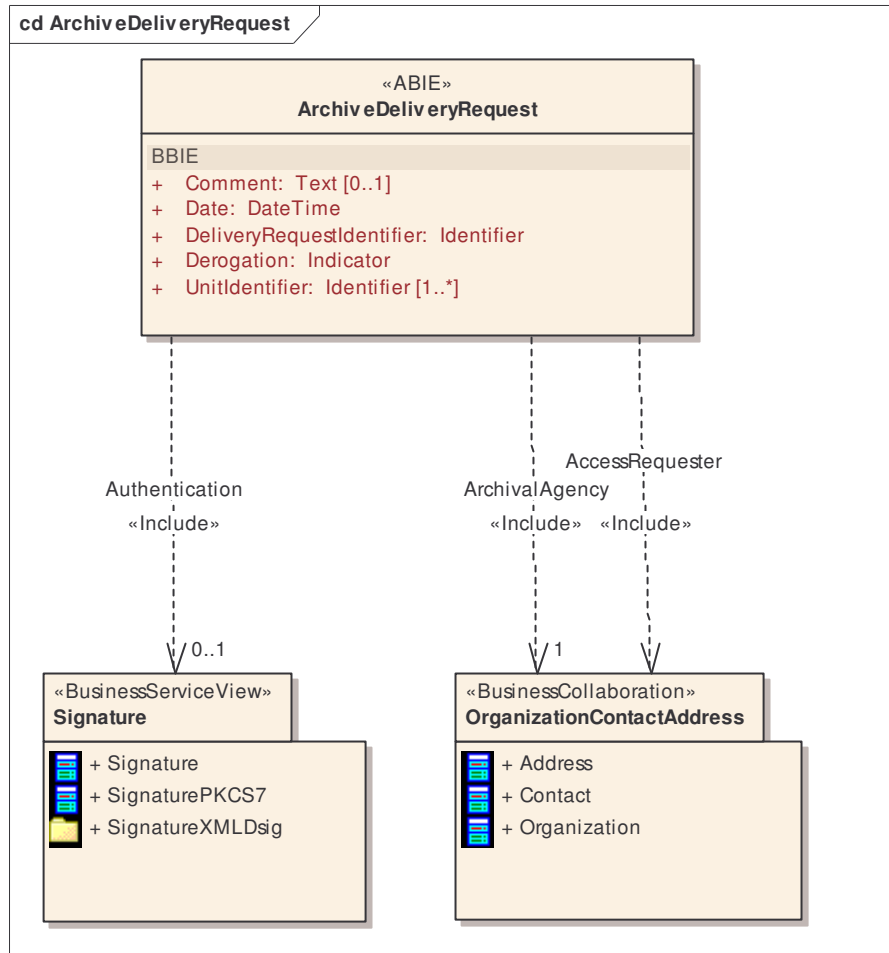 cd ArchiveDeliveryRequest
«ABIE»
ArchiveDeliveryRequest
BBIE
+ Comment: Text [0..1]
+ Date: DateTime
+ DeliveryRequestIdentifier: Identifier
+ Derogation: Indicator
+ UnitIdentifier: Identifier [1..*]
AccessRequester
Authentication
ArchivalAgency
«Include»
«Include»
«Include»
0..1
1
«BusinessServiceView»
Signature
+ Signature
+ SignaturePKCS7
+ SignatureXMLDsig
«BusinessCollaboration»
OrganizationContactAddress
+ Address
+ Contact
+ Organization